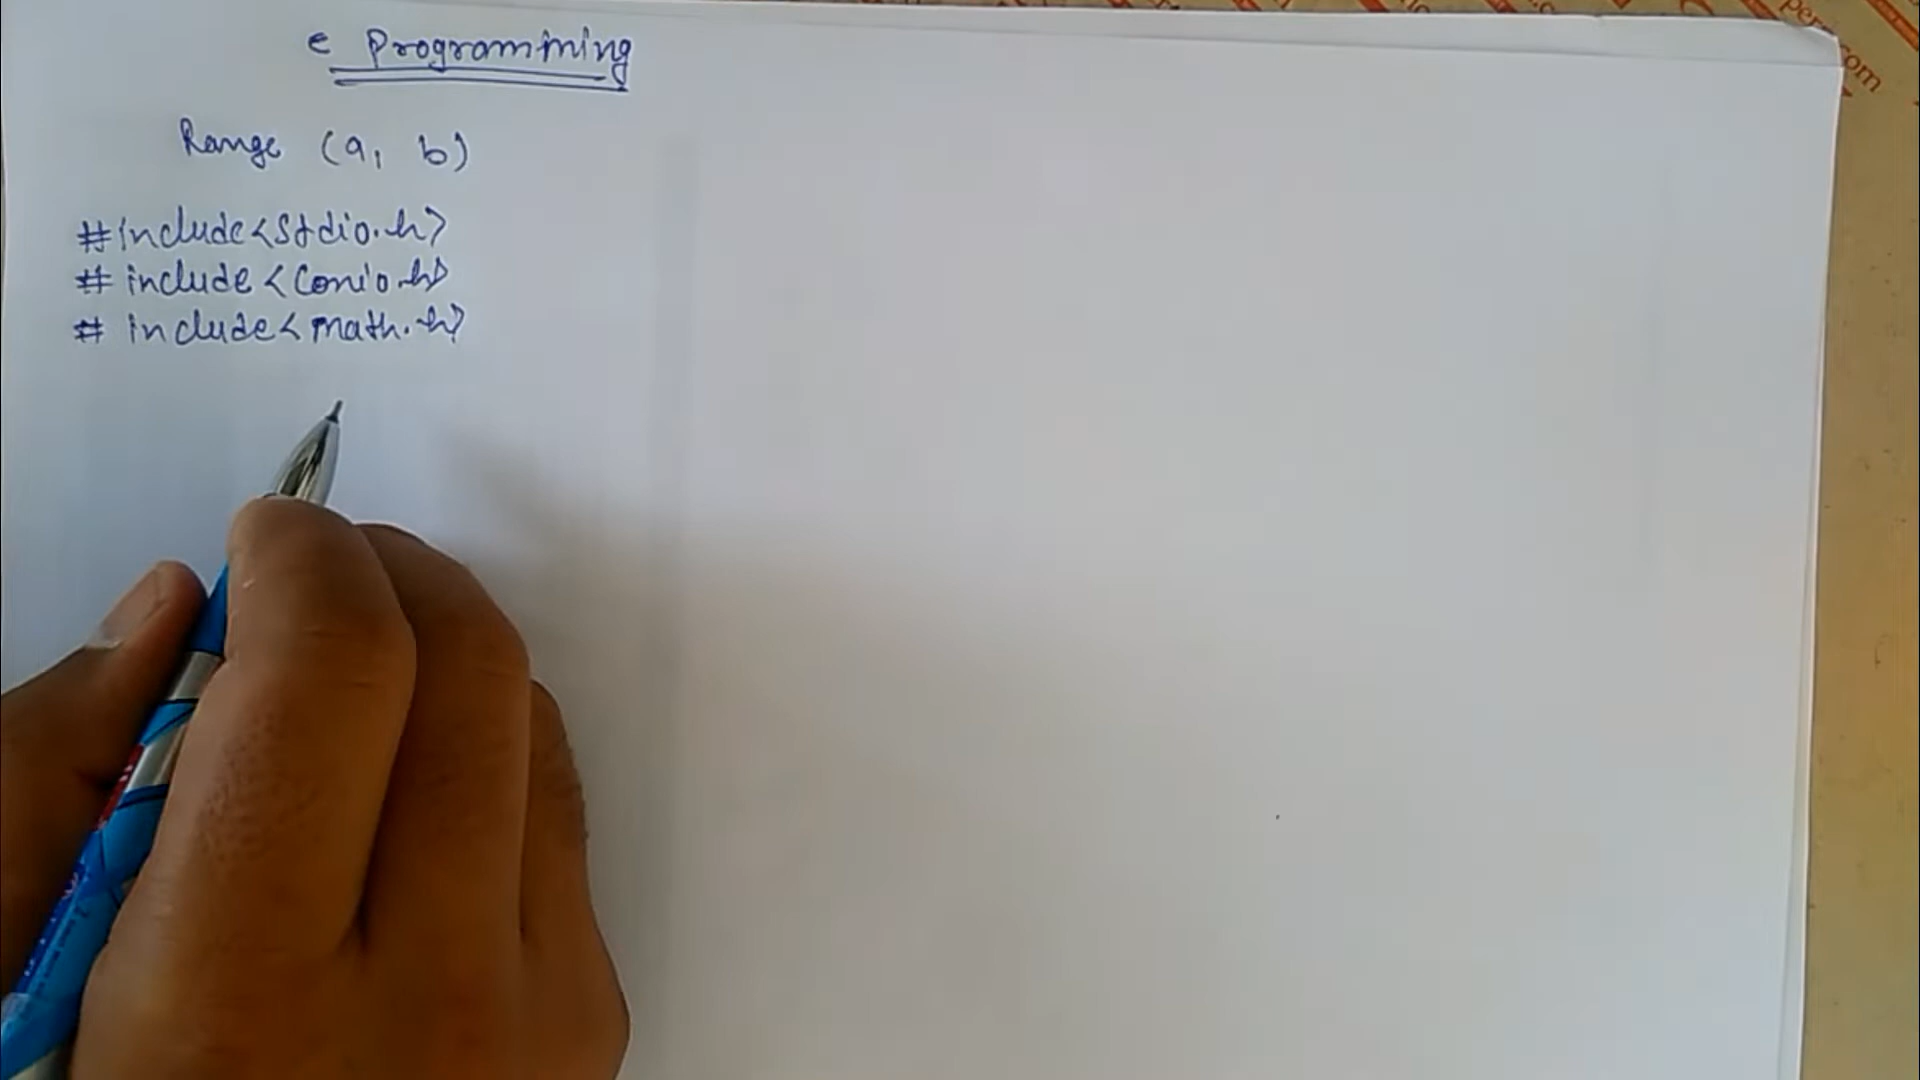 c Programming
Range (a, b)
#include<stdio.h>
# include<conio.h>
# include<math.h>